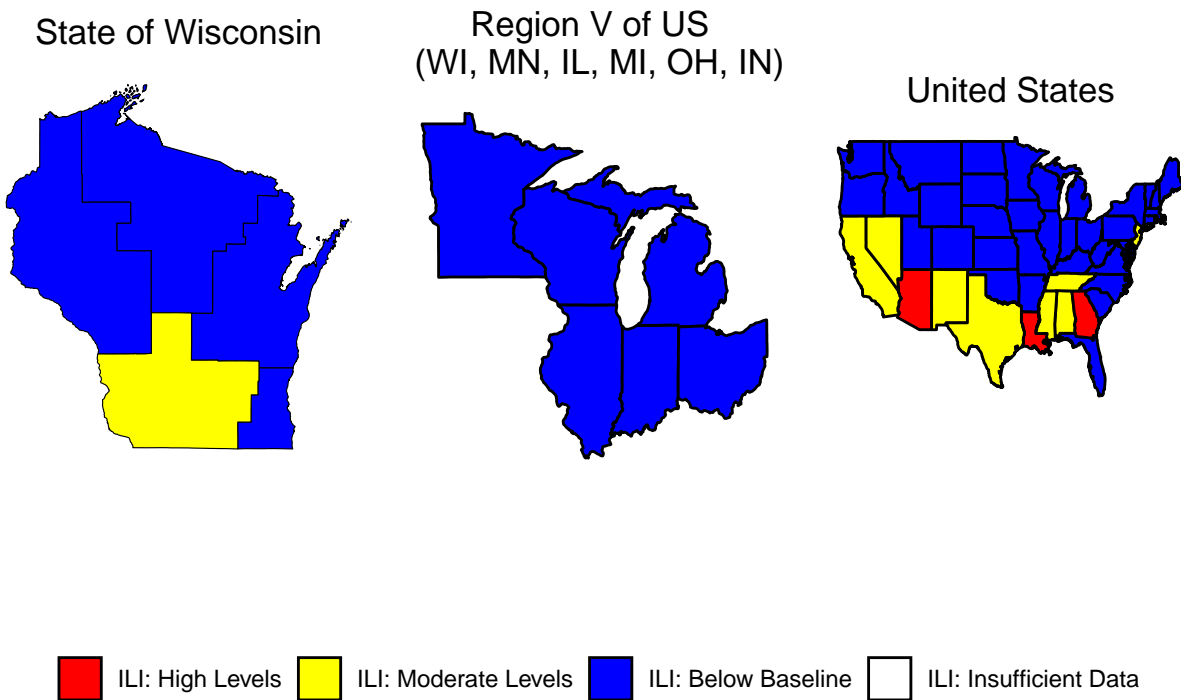 State of Wisconsin
Region V of US
(WI, MN, IL, MI, OH, IN)
United States
ILI: High Levels
ILI: Moderate Levels
ILI: Below Baseline
ILI: Insufficient Data